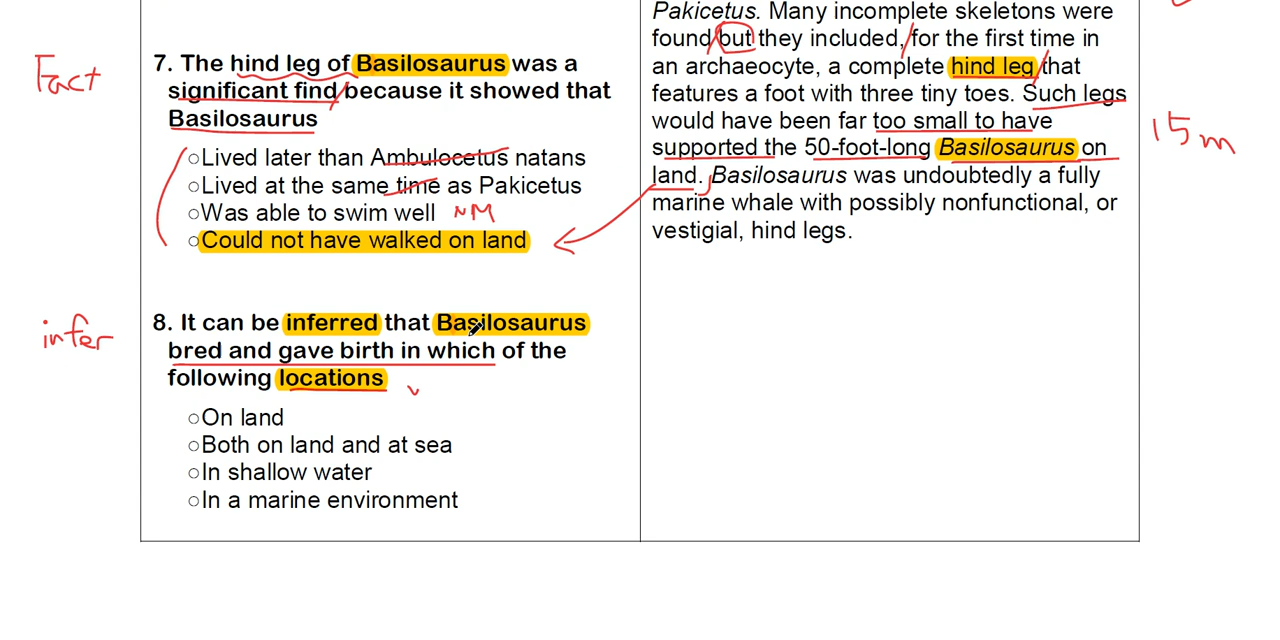 Fact
7. The hind leg of Basilosaurus was a
significant find because it showed that
Basilosaurus
○Lived later than Ambulocetus natans
○Lived at the same time as Pakicetus
○Was able to swim well NM
○Could not have walked on land
infer
8. It can be inferred that Basilosaurus
bred and gave birth in which of the
following locations
○On land
○Both on land and at sea
○In shallow water
○In a marine environment
Pakicetus. Many incomplete skeletons were
found but they included, for the first time in
an archaeocyte, a complete hind leg that
features a foot with three tiny toes. Such legs
would have been far too small to have
supported the 50-foot-long Basilosaurus on
land. Basilosaurus was undoubtedly a fully
marine whale with possibly nonfunctional, or
vestigial, hind legs.
15m